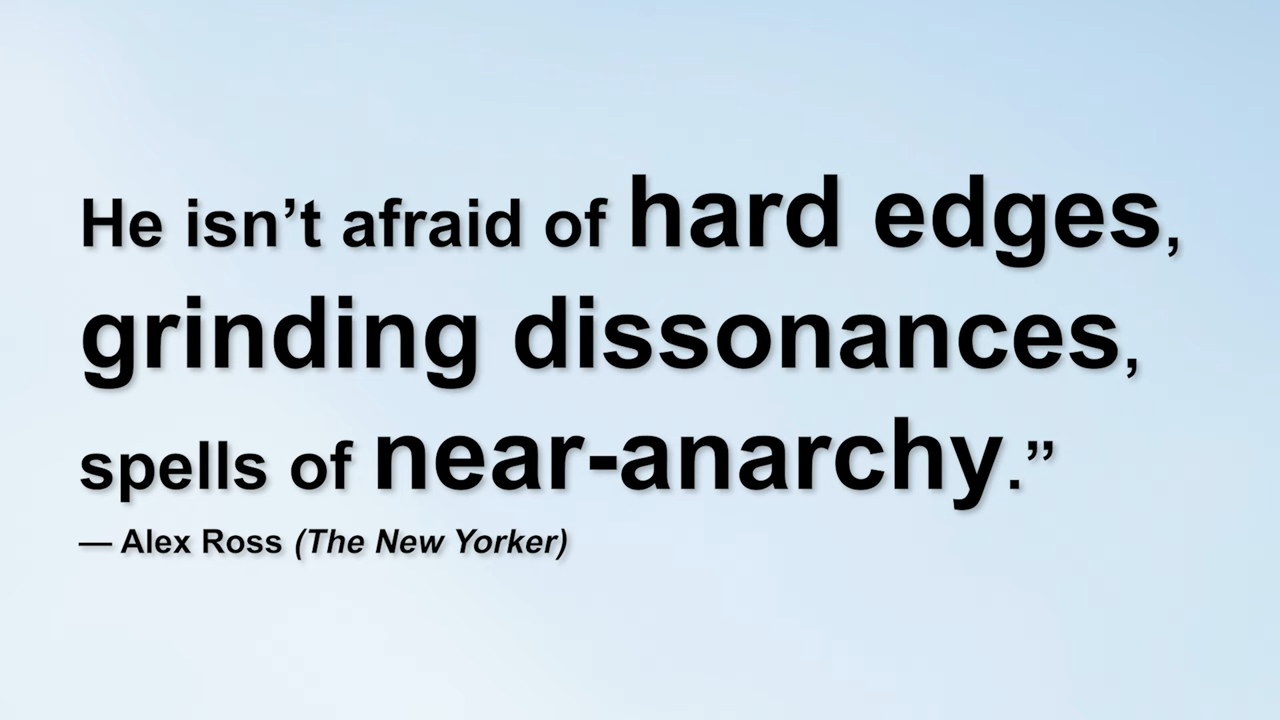 He isn’t afraid of hard edges,
grinding dissonances,
spells of near-anarchy.”
— Alex Ross (The New Yorker)